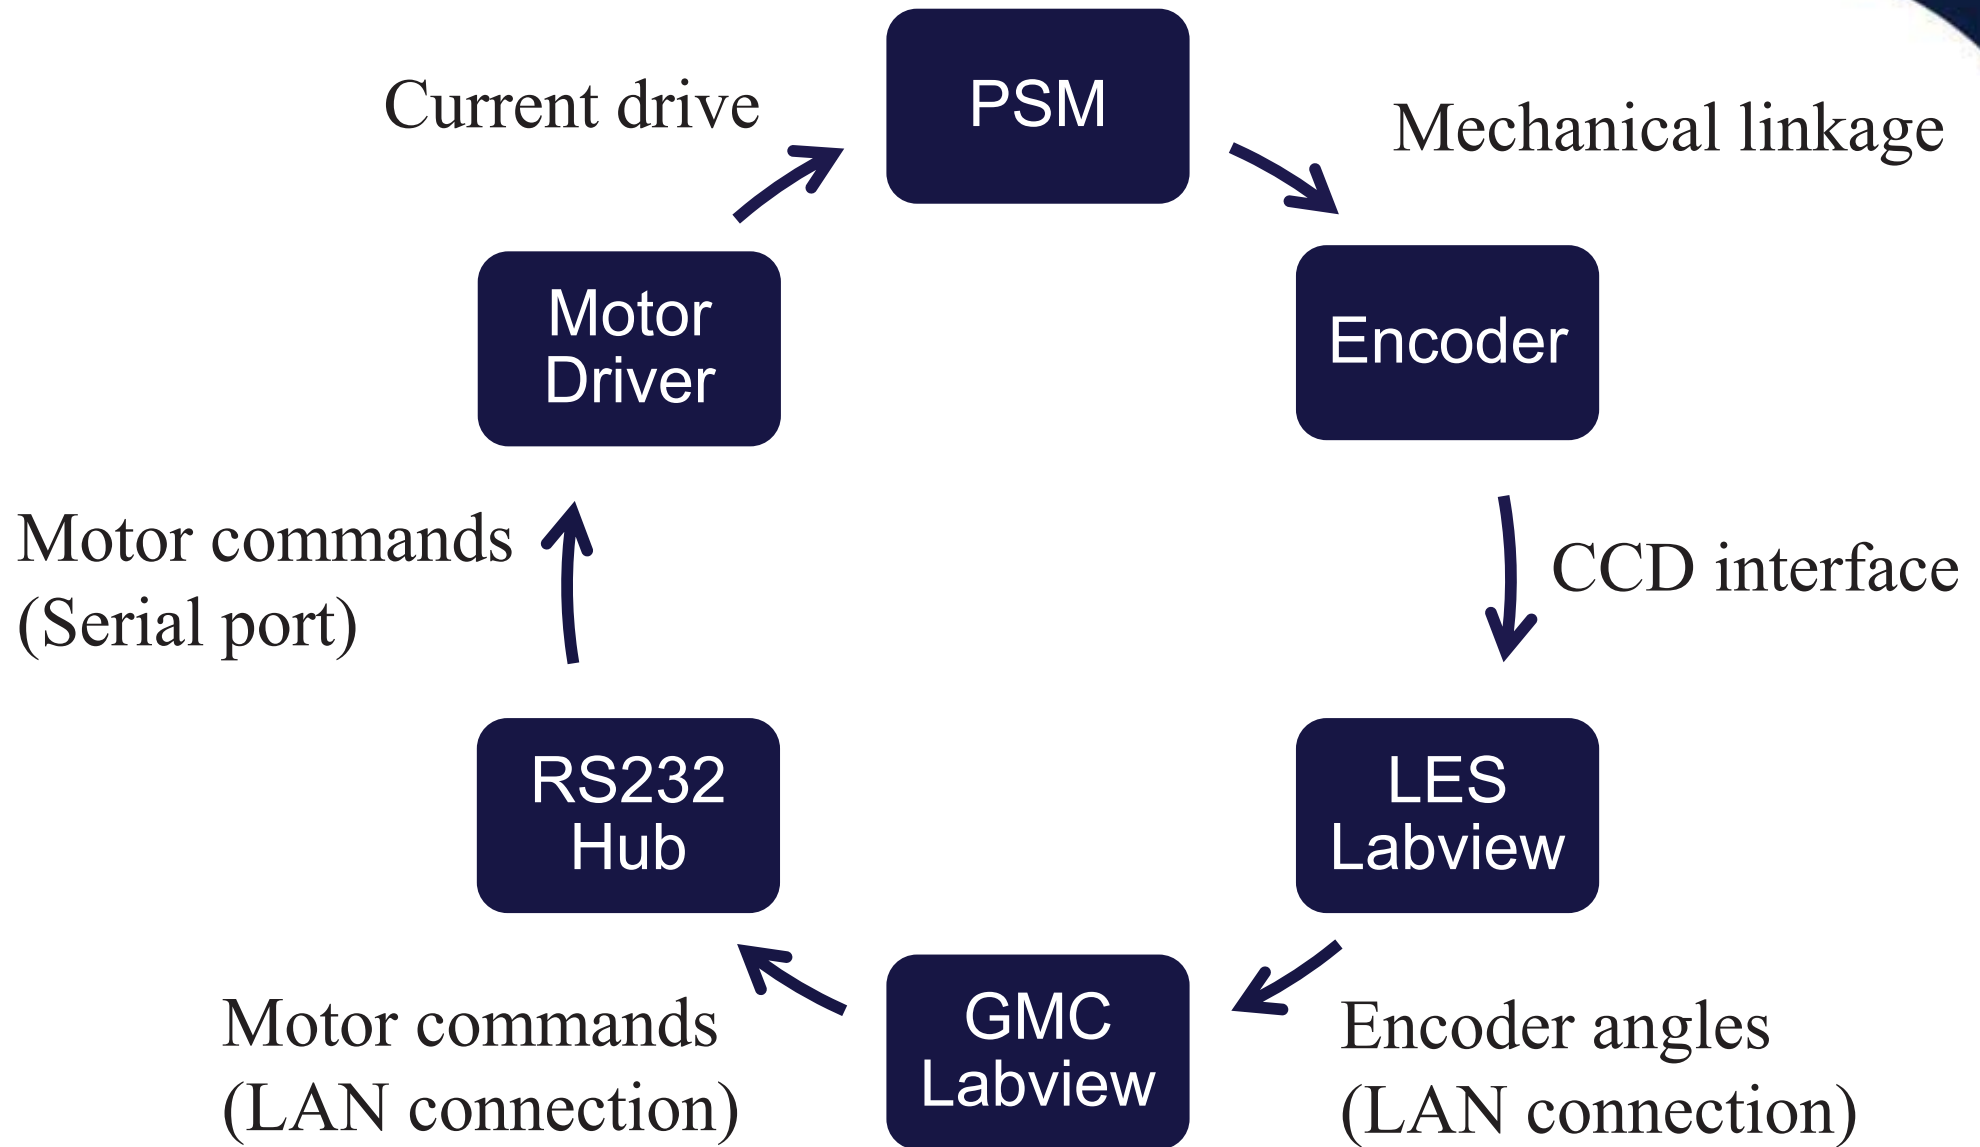 PSM
Current drive
Mechanical linkage
Motor
Driver
Encoder
Motor commands
(Serial port)
CCD interface
RS232
Hub
LES
Labview
GMC
Labview
Motor commands
(LAN connection)
Encoder angles
(LAN connection)